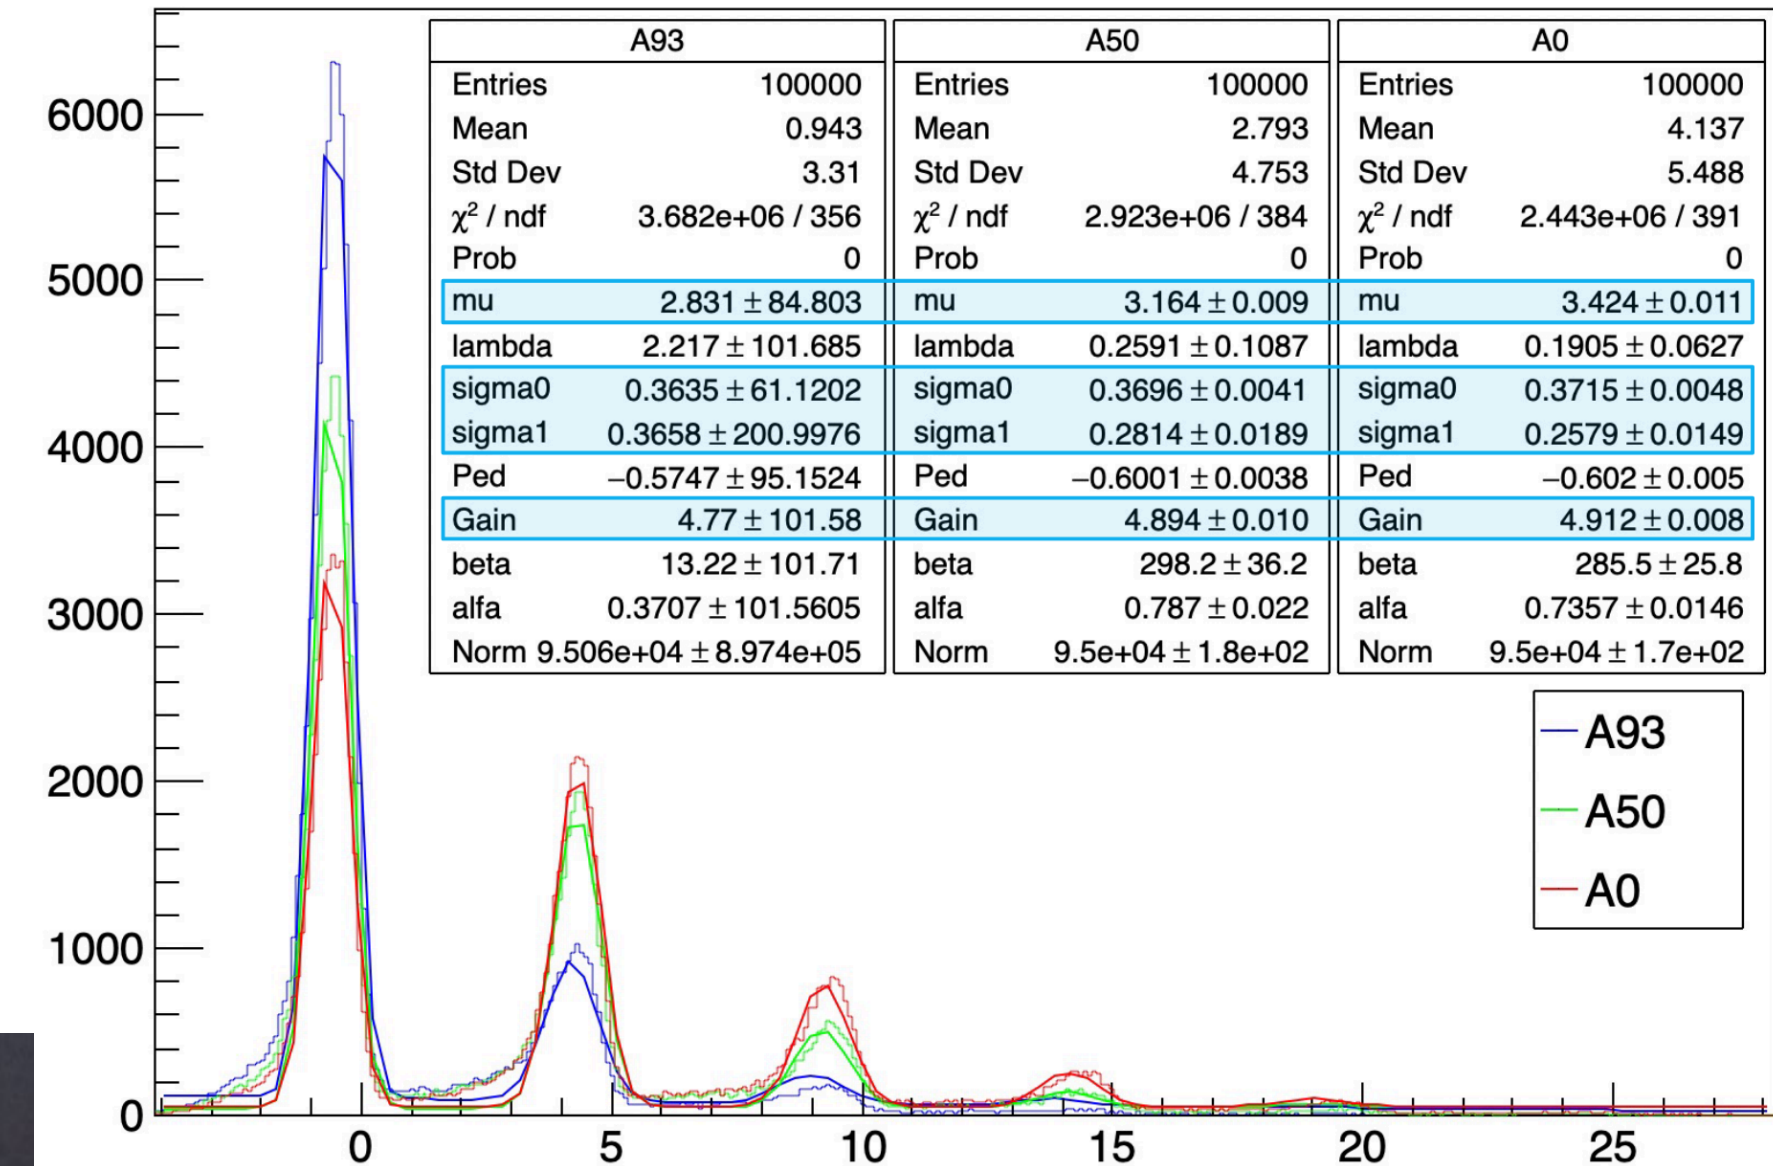 A93 A50 A0
Entries 100000 Entries 100000 Entries 100000
Mean 0.943 Mean 2.793 Mean 4.137
Std Dev 3.31 Std Dev 4.753 Std Dev 5.488
χ² / ndf 3.682e+06 / 356 χ² / ndf 2.923e+06 / 384 χ² / ndf 2.443e+06 / 391
Prob 0 Prob 0 Prob 0
mu 2.831 ± 84.803 mu 3.164 ± 0.009 mu 3.424 ± 0.011
lambda 2.217 ± 101.685 lambda 0.2591 ± 0.1087 lambda 0.1905 ± 0.0627
sigma0 0.3635 ± 61.1202 sigma0 0.3696 ± 0.0041 sigma0 0.3715 ± 0.0048
sigma1 0.3658 ± 200.9976 sigma1 0.2814 ± 0.0189 sigma1 0.2579 ± 0.0149
Ped −0.5747 ± 95.1524 Ped −0.6001 ± 0.0038 Ped −0.602 ± 0.005
Gain 4.77 ± 101.58 Gain 4.894 ± 0.010 Gain 4.912 ± 0.008
beta 13.22 ± 101.71 beta 298.2 ± 36.2 beta 285.5 ± 25.8
alfa 0.3707 ± 101.5605 alfa 0.787 ± 0.022 alfa 0.7357 ± 0.0146
Norm 9.506e+04 ± 8.974e+05 Norm 9.5e+04 ± 1.8e+02 Norm 9.5e+04 ± 1.7e+02
A93
A50
A0
6000
5000
4000
3000
2000
1000
0
0 5 10 15 20 25